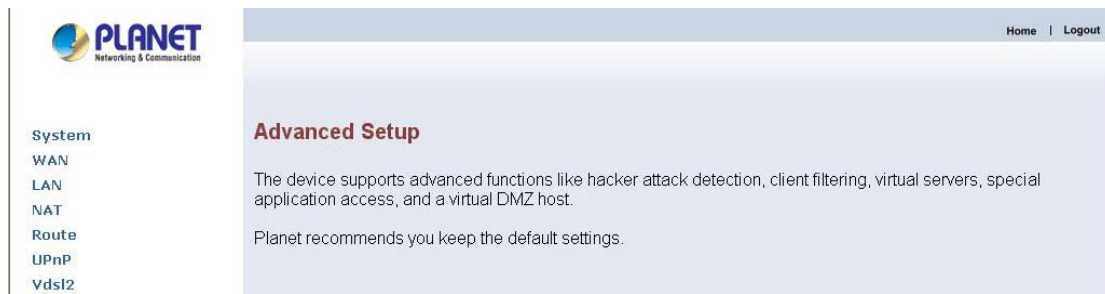 PLANET
Networking & Communication
Home | Logout
System
WAN
LAN
NAT
Route
UPnP
Vdsl2
Advanced Setup
The device supports advanced functions like hacker attack detection, client filtering, virtual servers, special
application access, and a virtual DMZ host.
Planet recommends you keep the default settings.